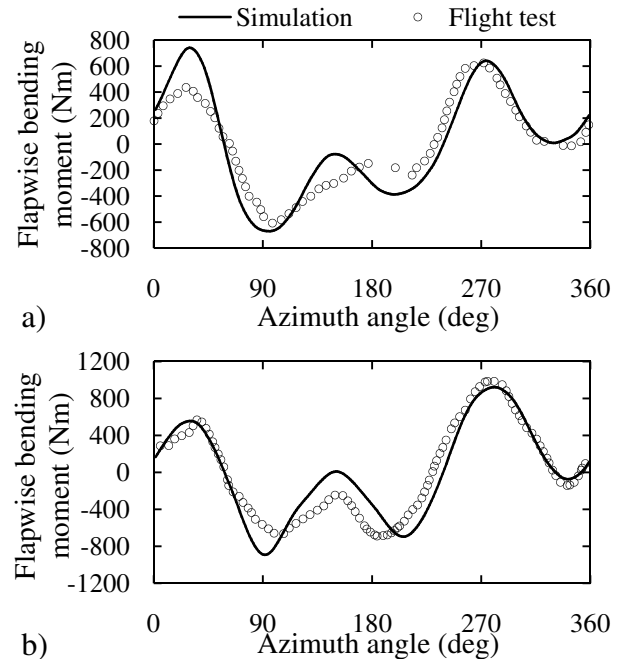 Simulation Flight test
Flapwise bending
moment (Nm)
800
600
400
200
0
-200
-400
-600
-800
0 90 180 270 360
a) Azimuth angle (deg)
Flapwise bending
moment (Nm)
1200
800
400
0
-400
-800
-1200
0 90 180 270 360
b) Azimuth angle (deg)